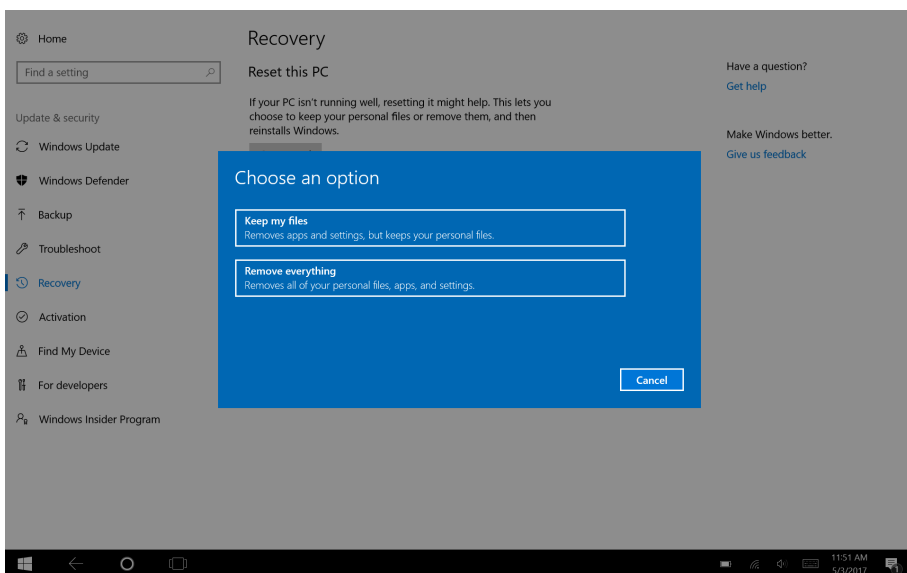 Home
Find a setting
Update & security
Windows Update
Windows Defender
Backup
Troubleshoot
Recovery
Activation
Find My Device
For developers
Windows Insider Program
Recovery
Reset this PC
If your PC isn't running well, resetting it might help. This lets you
choose to keep your personal files or remove them, and then
reinstalls Windows.
Choose an option
Keep my files
Removes apps and settings, but keeps your personal files.
Remove everything
Removes all of your personal files, apps, and settings.
Cancel
Have a question?
Get help
Make Windows better.
Give us feedback
11:51 AM
5/3/2017